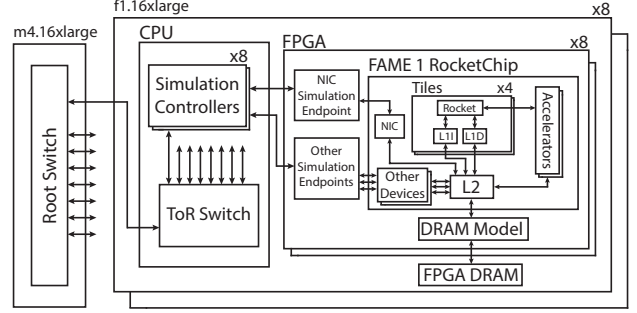 f1.16xlarge
x8
m4.16xlarge
CPU
FPGA
x8
x8
Simulation
Controllers
NIC
Simulation
Endpoint
FAME 1 RocketChip
Tiles
x4
Rocket
L1I
L1D
NIC
Accelerators
Root Switch
Other
Simulation
Endpoints
Other
Devices
L2
ToR Switch
DRAM Model
FPGA DRAM